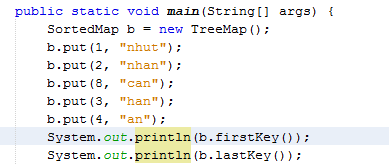 public static void main(String[] args) {
SortedMap b = new TreeMap();
b.put(1, "nhut");
b.put(2, "nhan");
b.put(8, "can");
b.put(3, "han");
b.put(4, "an");
System.out.println(b.firstKey());
System.out.println(b.lastKey());